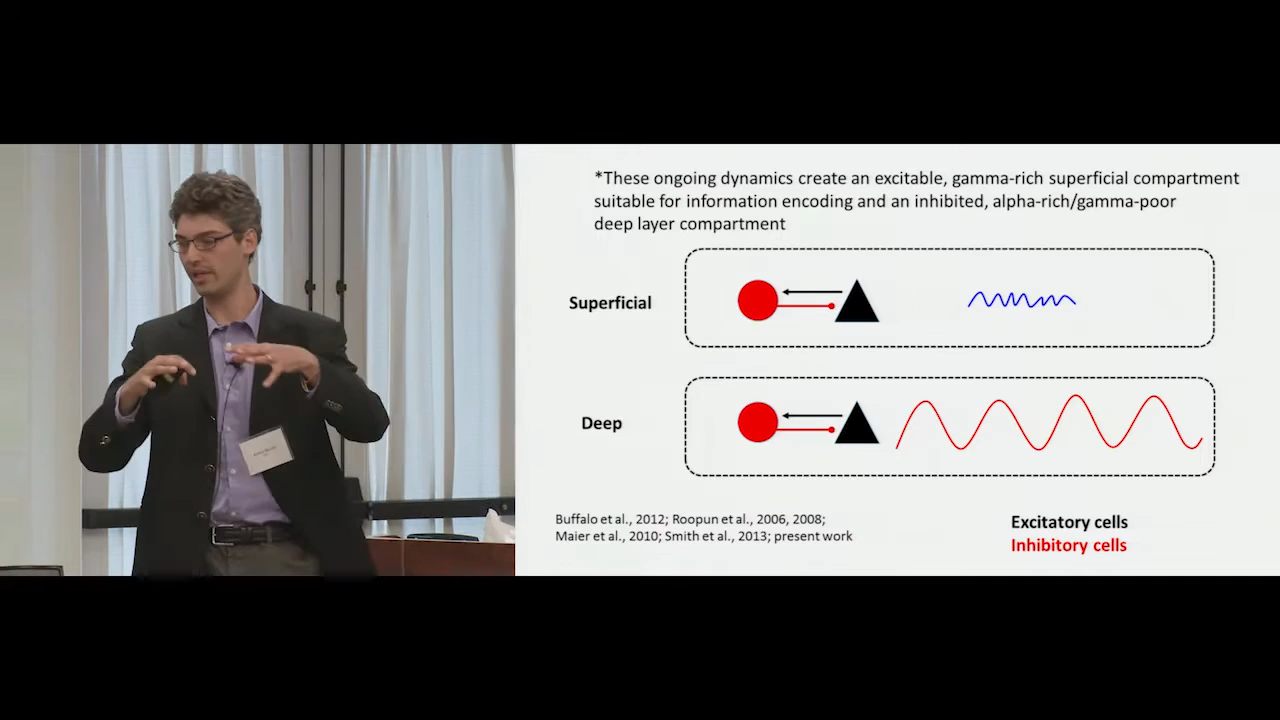 *These ongoing dynamics create an excitable, gamma-rich superficial compartment
suitable for information encoding and an inhibited, alpha-rich/gamma-poor
deep layer compartment
Superficial
Deep
Buffalo et al., 2012; Roopun et al., 2006, 2008;
Maier et al., 2010; Smith et al., 2013; present work
Excitatory cells
Inhibitory cells